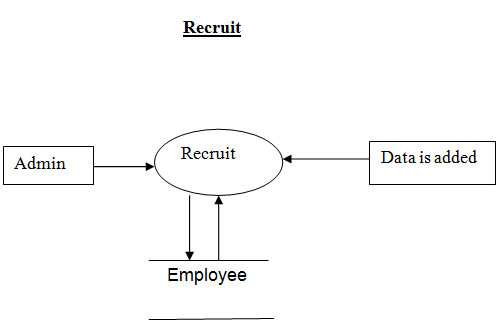 Recruit
Admin
Recruit
Data is added
Employee